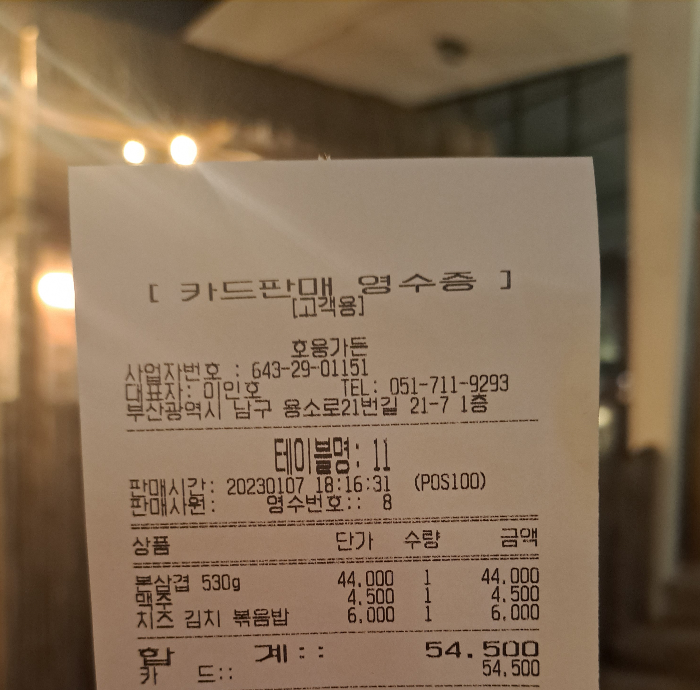 [ 카드판매 영수증 ]
[고객용]
호웅가든
사업자번호 : 643-29-01151
대표자: 이민호 TEL: 051-711-9293
부산광역시 남구 용소로21번길 21-7 1층
테이블명: 11
판매시간: 20230107 18:16:31 (POS100)
판매사원: 영수번호:: 8
상품 단가 수량 금액
본삼겹 530g 44.000 1 44.000
맥주 4.500 1 4.500
치즈 김치 볶음밥 6.000 1 6.000
합 계:: 54.500
카 드:: 54,500